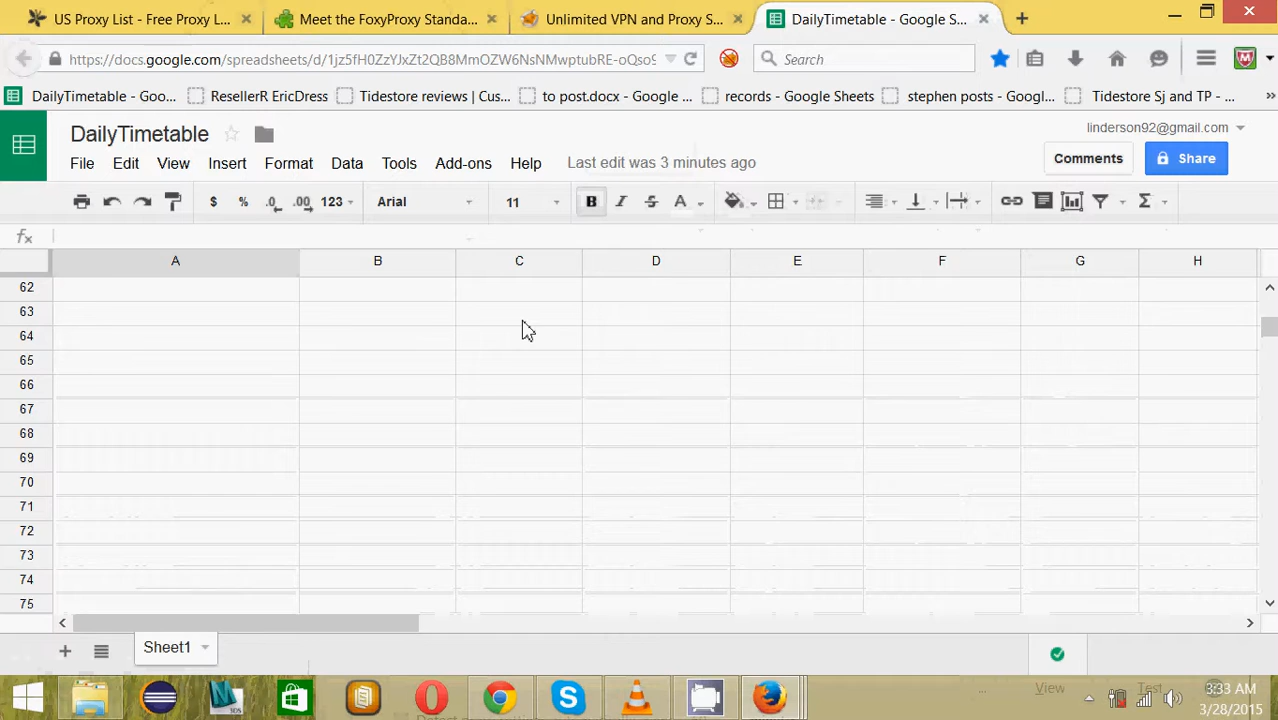 US Proxy List - Free Proxy L...
Meet the FoxyProxy Standa...
Unlimited VPN and Proxy S...
DailyTimetable - Google S...
https://docs.google.com/spreadsheets/d/
Search
DailyTimetable - Goo...
ResellerR EricDress
Tidestore reviews | Cus...
to post.docx - Google ...
records - Google Sheets
stephen posts - Googl...
Tidestore Sj and TP - ...
DailyTimetable
linderson92@gmail.com
File Edit View Insert Format Data Tools Add-ons Help Last edit was 3 minutes ago
Comments
Share
$ % .0 .00 123 Arial 11 B I S A Σ
fx
A B C D E F G H
62
63
64
65
66
67
68
69
70
71
72
73
74
75
Sheet1
View Test
3:33 AM
3/28/2015